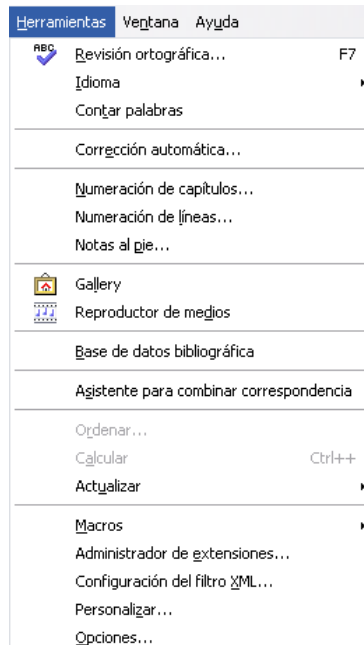 Herramientas Ventana Ayuda
ABC
Revisión ortográfica... F7
Idioma
Contar palabras
Corrección automática...
Numeración de capítulos...
Numeración de líneas...
Notas al pie...
Gallery
Reproductor de medios
Base de datos bibliográfica
Asistente para combinar correspondencia
Ordenar...
Calcular Ctrl++
Actualizar
Macros
Administrador de extensiones...
Configuración del filtro XML...
Personalizar...
Opciones...